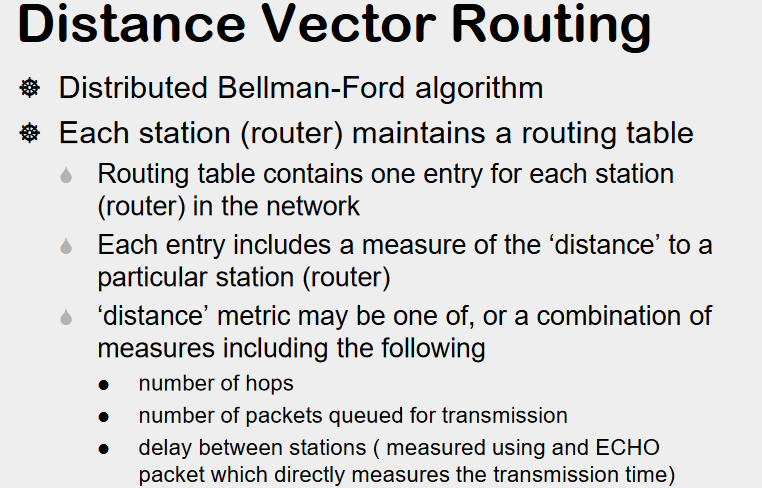 Distance Vector Routing
Distributed Bellman-Ford algorithm
Each station (router) maintains a routing table
Routing table contains one entry for each station
(router) in the network
Each entry includes a measure of the ‘distance’ to a
particular station (router)
‘distance’ metric may be one of, or a combination of
measures including the following
number of hops
number of packets queued for transmission
delay between stations ( measured using and ECHO
packet which directly measures the transmission time)